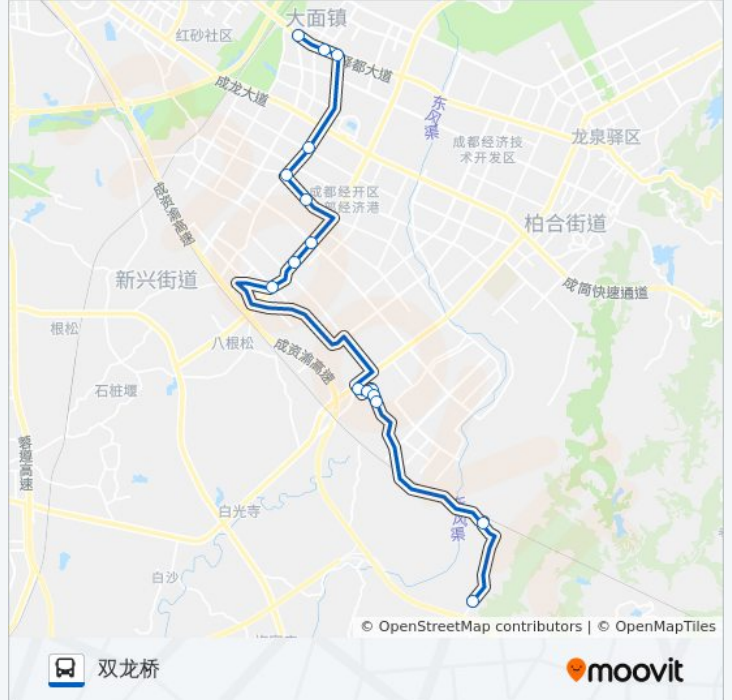 大面镇
红砂社区
驿都大道
成龙大道
东风渠
成都经济技
术开发区
龙泉驿区
成都经开区
经济港
成资渝高速
柏合街道
新兴街道
成简快速通道
根松
八根松
成资渝高速
石桩堰
蓉遵高速
白光寺
风渠
白沙
© OpenStreetMap contributors | © OpenMapTiles
双龙桥
moovit